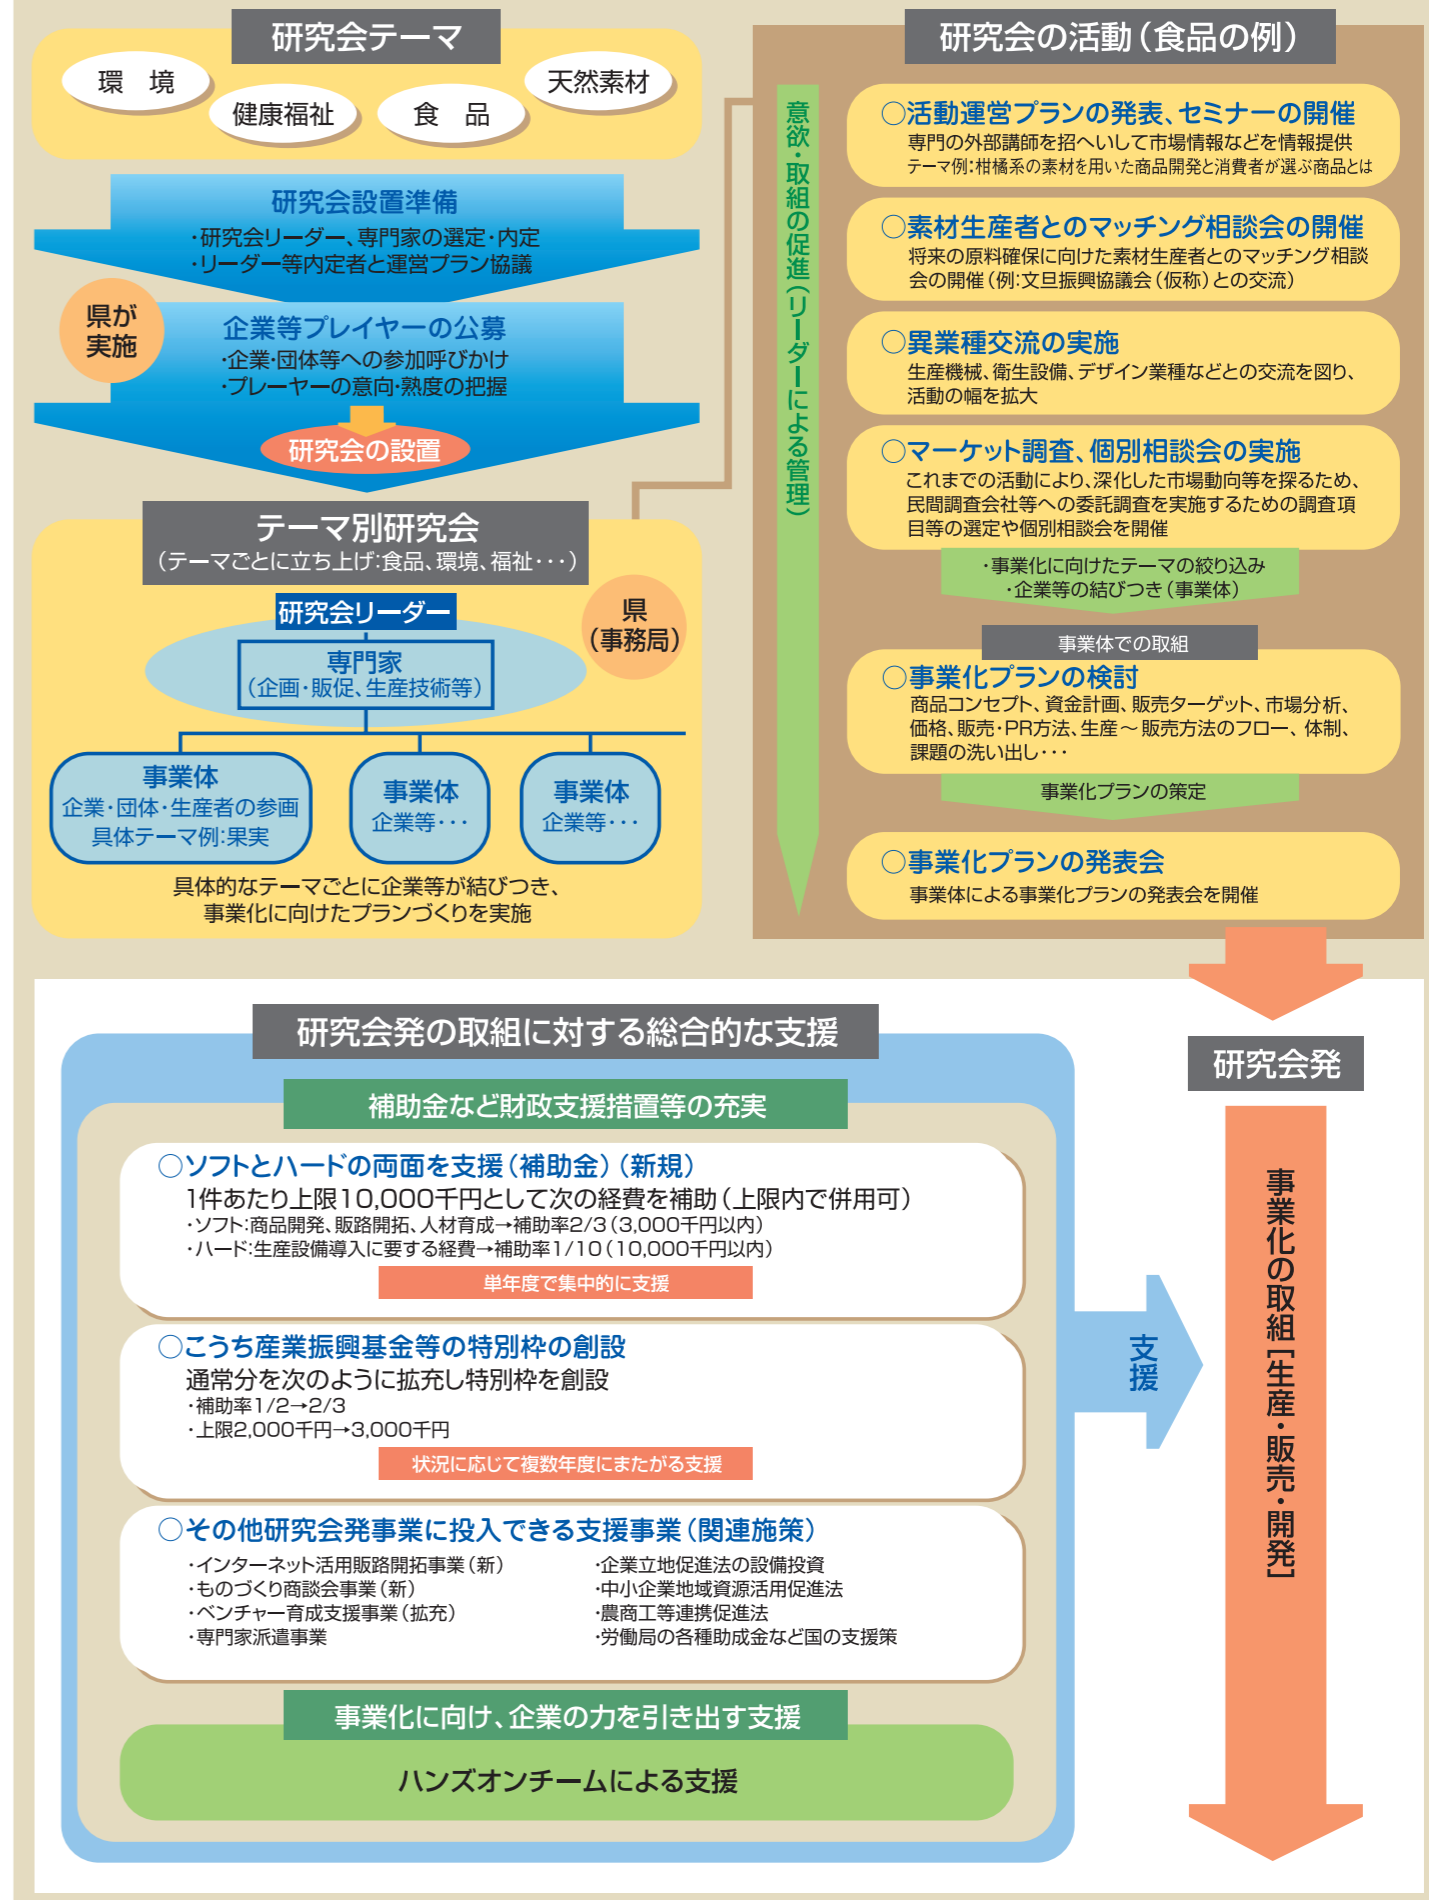 研究会テーマ
環　境
健康福祉
食　品
天然素材
研究会設置準備
・研究会リーダー、専門家の選定・内定
・リーダー等内定者と運営プラン協議
県が
実施
企業等プレイヤーの公募
・企業・団体等への参加呼びかけ
・プレーヤーの意向・熟度の把握
研究会の設置
テーマ別研究会
（テーマごとに立ち上げ：食品、環境、福祉・・・）
研究会リーダー
県
（事務局）
専門家
（企画・販促、生産技術等）
事業体
企業・団体・生産者の参画
具体テーマ例：果実
事業体
企業等・・・
事業体
企業等・・・
具体的なテーマごとに企業等が結びつき、
事業化に向けたプランづくりを実施
研究会の活動（食品の例）
意欲・取組の促進（リーダーによる管理）
○活動運営プランの発表、セミナーの開催
専門の外部講師を招へいして市場情報などを情報提供
テーマ例：柑橘系の素材を用いた商品開発と消費者が選ぶ商品とは
○素材生産者とのマッチング相談会の開催
将来の原料確保に向けた素材生産者とのマッチング相談
会の開催（例：文旦振興協議会（仮称）との交流）
○異業種交流の実施
生産機械、衛生設備、デザイン業種などとの交流を図り、
活動の幅を拡大
○マーケット調査、個別相談会の実施
これまでの活動により、深化した市場動向等を探るため、
民間調査会社等への委託調査を実施するための調査項
目等の選定や個別相談会を開催
・事業化に向けたテーマの絞り込み
・企業等の結びつき（事業体）
事業体での取組
○事業化プランの検討
商品コンセプト、資金計画、販売ターゲット、市場分析、
価格、販売・PR方法、生産～販売方法のフロー、体制、
課題の洗い出し・・・
事業化プランの策定
○事業化プランの発表会
事業体による事業化プランの発表会を開催
研究会発の取組に対する総合的な支援
補助金など財政支援措置等の充実
○ソフトとハードの両面を支援（補助金）（新規）
1件あたり上限10,000千円として次の経費を補助（上限内で併用可）
・ソフト：商品開発、販路開拓、人材育成→補助率2/3（3,000千円以内）
・ハード：生産設備導入に要する経費→補助率1/10（10,000千円以内）
単年度で集中的に支援
○こうち産業振興基金等の特別枠の創設
通常分を次のように拡充し特別枠を創設
・補助率1/2→2/3
・上限2,000千円→3,000千円
状況に応じて複数年度にまたがる支援
○その他研究会発事業に投入できる支援事業（関連施策）
・インターネット活用販路開拓事業（新）
・ものづくり商談会事業（新）
・ベンチャー育成支援事業（拡充）
・専門家派遣事業
・企業立地促進法の設備投資
・中小企業地域資源活用促進法
・農商工等連携促進法
・労働局の各種助成金など国の支援策
事業化に向け、企業の力を引き出す支援
ハンズオンチームによる支援
支援
研究会発
事業化の取組［生産・販売・開発］